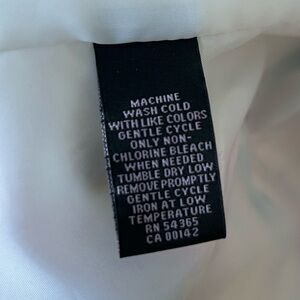 MACHINE
WASH COLD
WITH LIKE COLORS
GENTLE CYCLE
ONLY NON-
CHLORINE BLEACH
WHEN NEEDED
TUMBLE DRY LOW
REMOVE PROMPTLY
GENTLE CYCLE
IRON AT LOW
TEMPERATURE
RN 54365
CA 00142